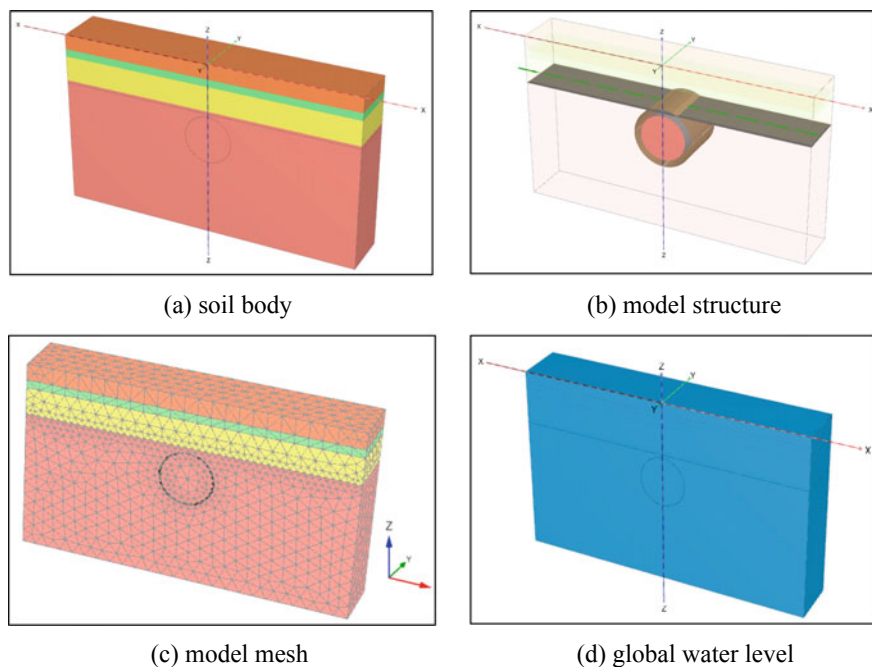 Z
X
Y
Y
X
Z
Z
X
Y
Y
X
Z
(a) soil body
(b) model structure
Z
Y
Z
X
Y
Y
X
Z
(c) model mesh
(d) global water level